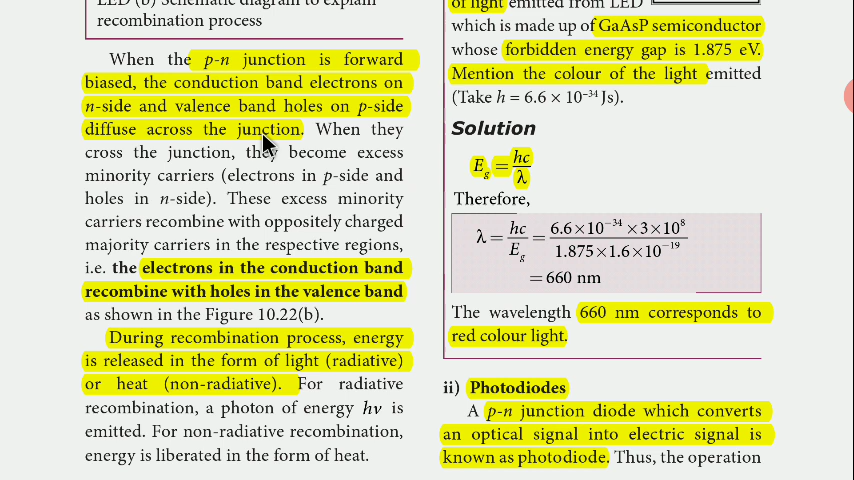 LED (b) Schematic diagram to explain
recombination process
When the p-n junction is forward
biased, the conduction band electrons on
n-side and valence band holes on p-side
diffuse across the junction. When they
cross the junction, they become excess
minority carriers (electrons in p-side and
holes in n-side). These excess minority
carriers recombine with oppositely charged
majority carriers in the respective regions,
i.e. the electrons in the conduction band
recombine with holes in the valence band
as shown in the Figure 10.22(b).
During recombination process, energy
is released in the form of light (radiative)
or heat (non-radiative). For radiative
recombination, a photon of energy hν is
emitted. For non-radiative recombination,
energy is liberated in the form of heat.
of light emitted from LED
which is made up of GaAsP semiconductor
whose forbidden energy gap is 1.875 eV.
Mention the colour of the light emitted
(Take h = 6.6 × 10⁻³⁴ Js).
Solution
E_g = hc/λ
Therefore,
λ = hc/E_g = (6.6×10⁻³⁴×3×10⁸)/(1.875×1.6×10⁻¹⁹)
= 660 nm
The wavelength 660 nm corresponds to
red colour light.
ii) Photodiodes
A p-n junction diode which converts
an optical signal into electric signal is
known as photodiode. Thus, the operation